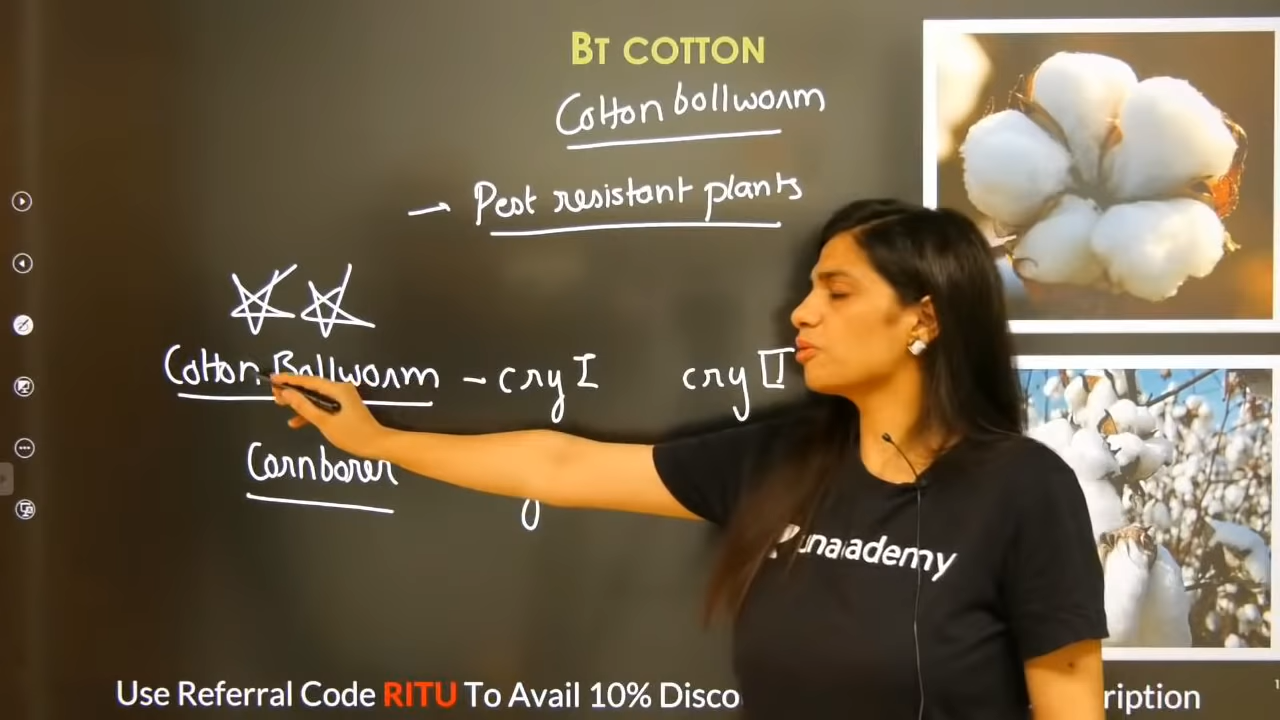 BT COTTON
Cotton bollworm
→ Pest resistant plants
Cotton Bollworm - cry I cry II
Cornborer
unacademy
Use Referral Code RITU To Avail 10% Disco
ription
1